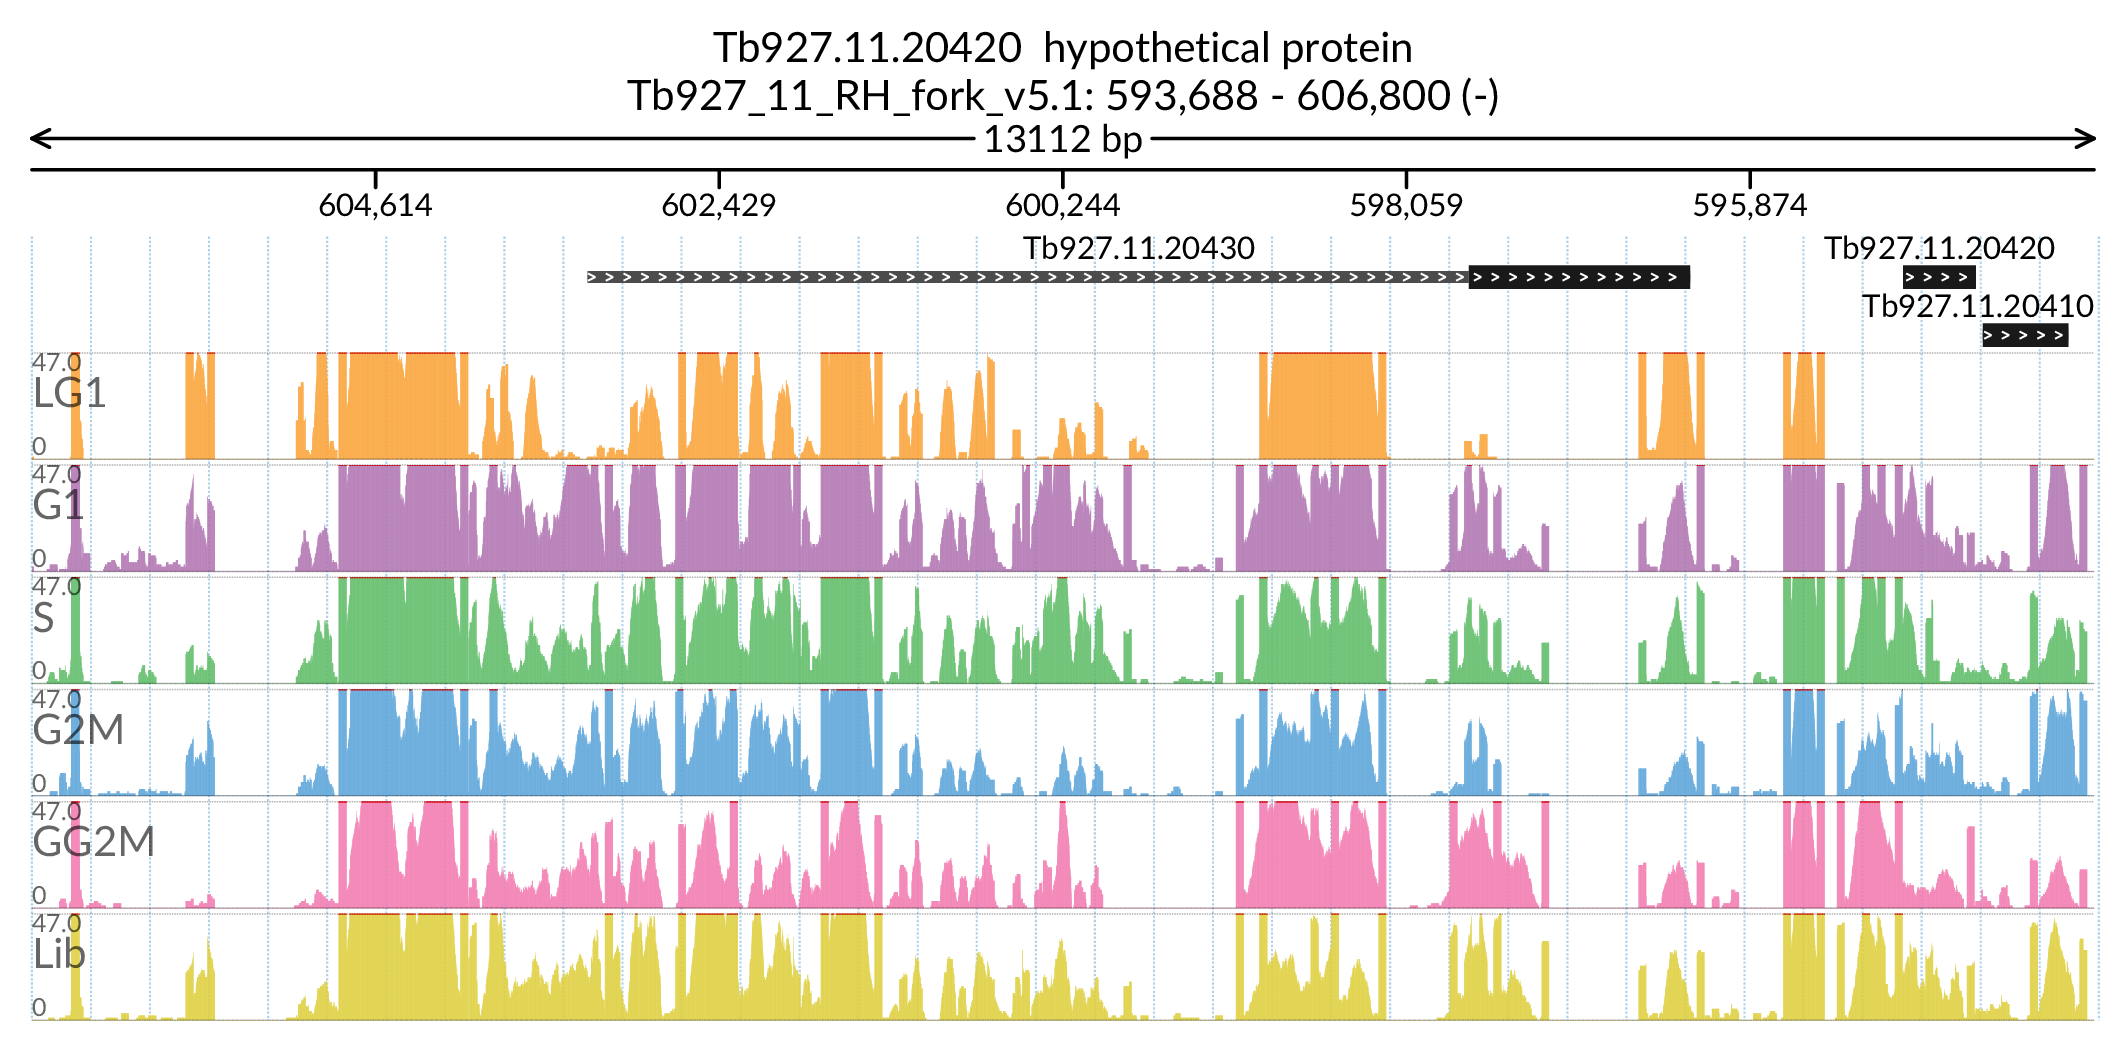 Tb927.11.20420 hypothetical protein
Tb927_11_RH_fork_v5.1: 593,688 - 606,800 (-)
13112 bp
604,614 602,429 600,244 598,059 595,874
Tb927.11.20430 Tb927.11.20420
Tb927.11.20410
47.0
LG1
0
47.0
G1
0
47.0
S
0
47.0
G2M
0
47.0
GG2M
0
47.0
Lib
0